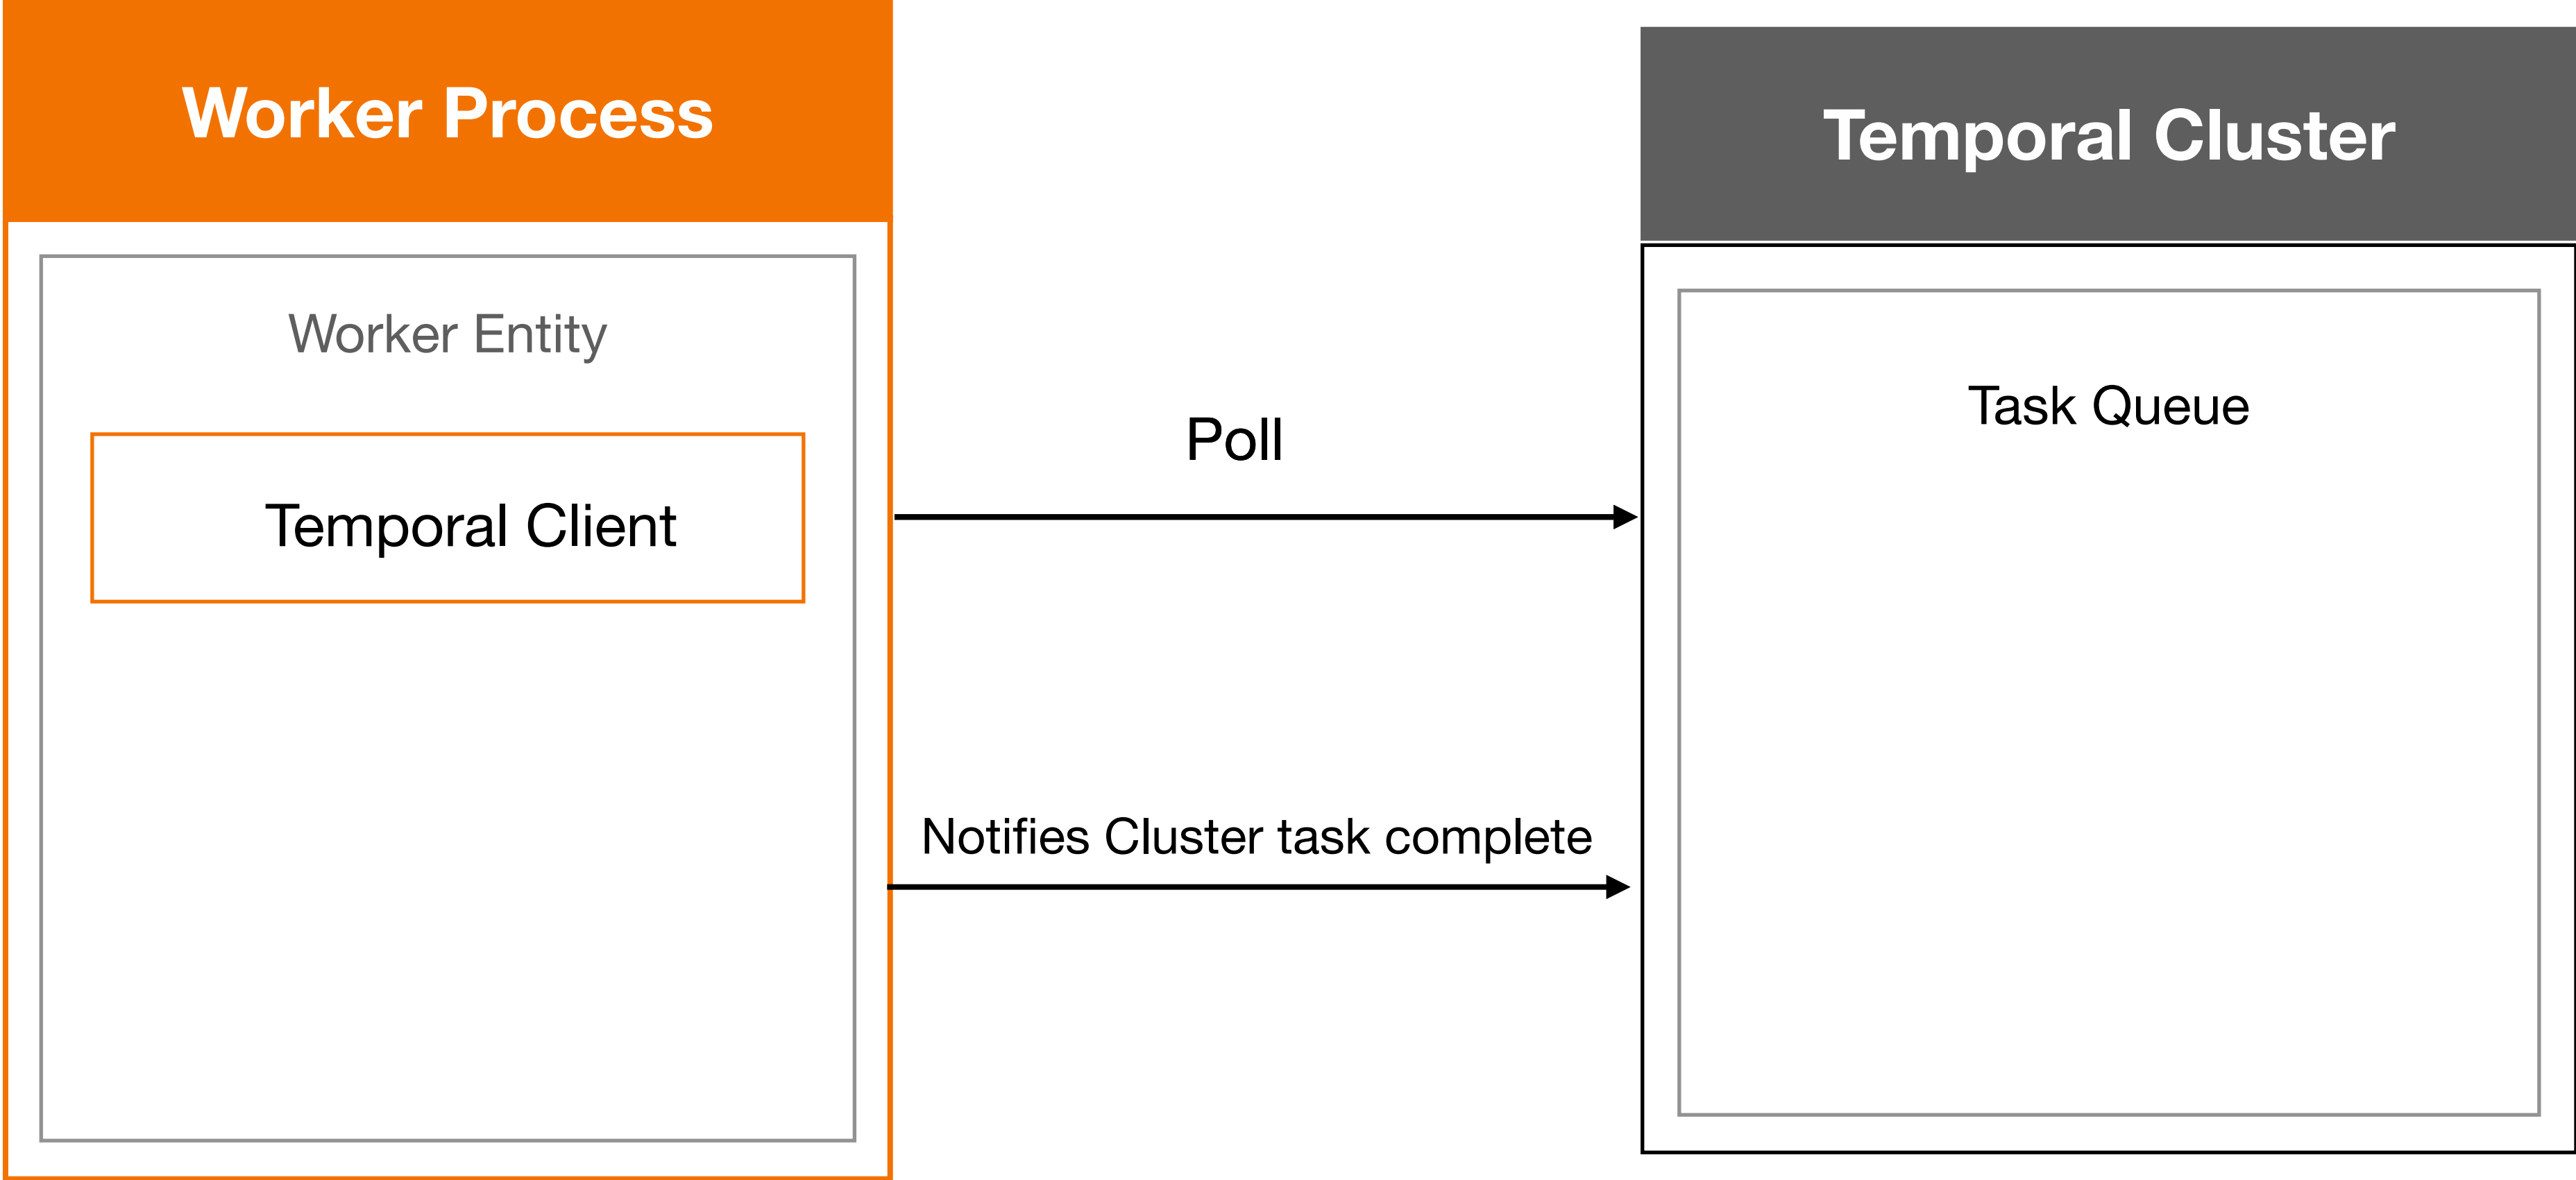 Worker Process
Temporal Cluster
Worker Entity
Task Queue
Poll
Temporal Client
Notifies Cluster task complete